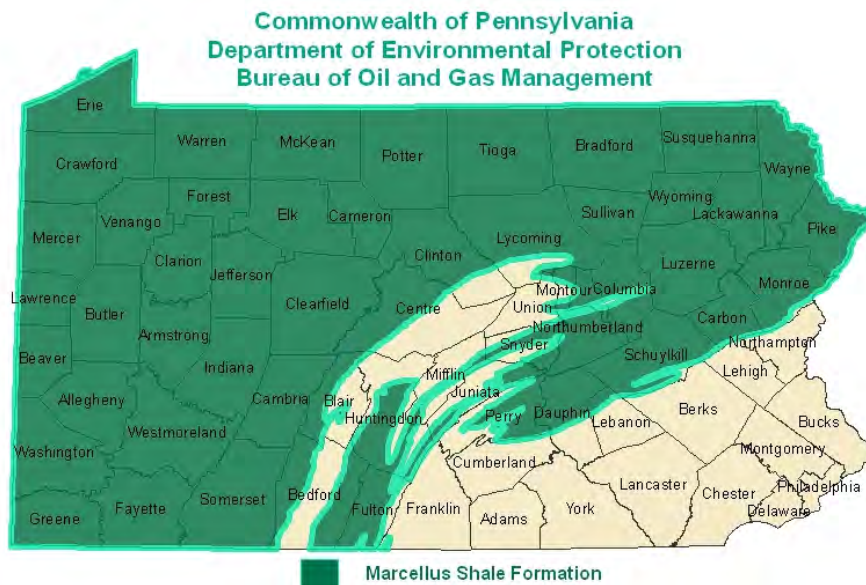 Commonwealth of Pennsylvania
Department of Environmental Protection
Bureau of Oil and Gas Management
Erie
Crawford
Warren
McKean
Potter
Tioga
Bradford
Susquehanna
Wayne
Forest
Wyoming
Lackawanna
Mercer
Venango
Elk
Cameron
Sullivan
Pike
Clinton
Lycoming
Clarion
Jefferson
Luzerne
Monroe
Lawrence
Butler
Clearfield
Centre
Montour
Columbia
Union
Carbon
Armstrong
Northumberland
Northampton
Beaver
Indiana
Snyder
Schuylkill
Lehigh
Allegheny
Cambria
Blair
Mifflin
Juniata
Huntingdon
Perry
Dauphin
Berks
Bucks
Westmoreland
Lebanon
Washington
Montgomery
Cumberland
Bedford
Lancaster
Philadelphia
Chester
Delaware
Greene
Fayette
Somerset
Fulton
Franklin
Adams
York
Marcellus Shale Formation